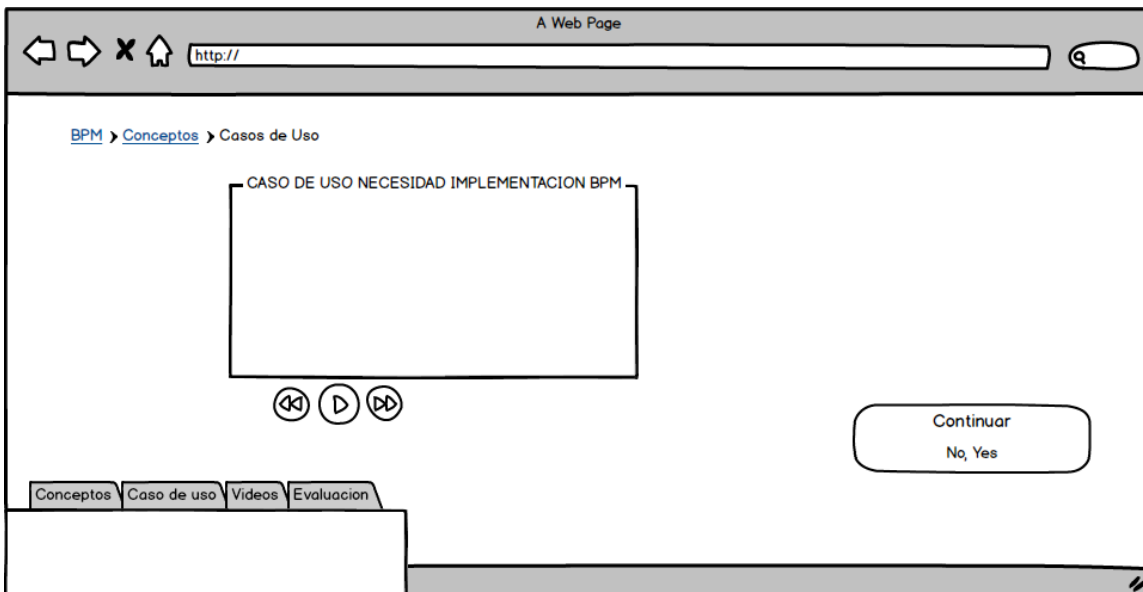 A Web Page
http://
BPM > Conceptos > Casos de Uso
CASO DE USO NECESIDAD IMPLEMENTACION BPM
Continuar
No, Yes
Conceptos Caso de uso Videos Evaluacion